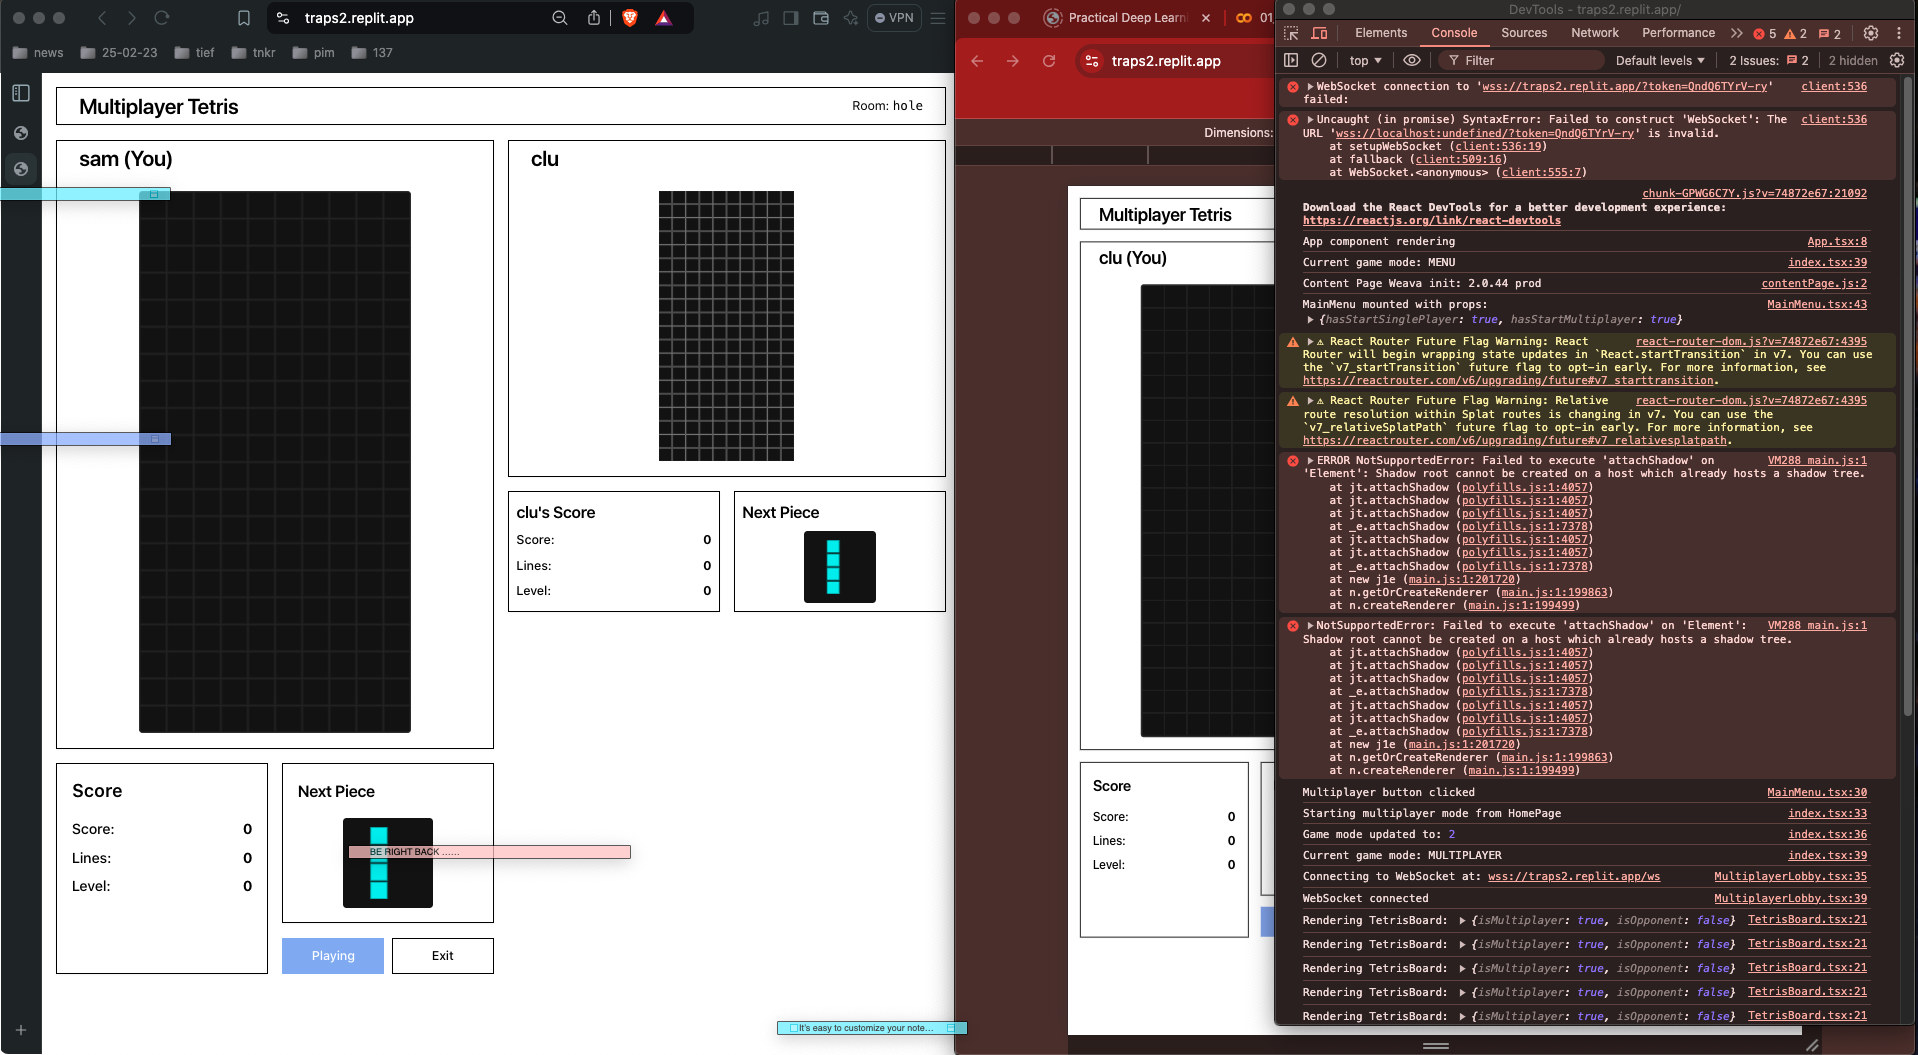 traps2.replit.app
VPN
news
25-02-23
tief
tnkr
pim
137
Multiplayer Tetris
Room: hole
sam (You)
clu
clu's Score
Score: 0
Lines: 0
Level: 0
Next Piece
Score
Score: 0
Lines: 0
Level: 0
Next Piece
BE RIGHT BACK ......
Playing
Exit
It's easy to customize your note...
Practical Deep Learni
01
traps2.replit.app
Dimensions:
Multiplayer Tetris
clu (You)
Score
Score: 0
Lines: 0
Level: 0
DevTools - traps2.replit.app/
Elements Console Sources Network Performance 5 2 2
top Filter Default levels 2 Issues: 2 2 hidden
WebSocket connection to 'wss://traps2.replit.app/?token=QndQ6TYrV-ry' client:536
failed:
Uncaught (in promise) SyntaxError: Failed to construct 'WebSocket': The client:536
URL 'wss://localhost:undefined/?token=QndQ6TYrV-ry' is invalid.
at setupWebSocket (client:536:19)
at fallback (client:509:16)
at WebSocket.<anonymous> (client:555:7)
chunk-GPWG6C7Y.js?v=74872e67:21092
Download the React DevTools for a better development experience:
https://reactjs.org/link/react-devtools
App component rendering App.tsx:8
Current game mode: MENU index.tsx:39
Content Page Weava init: 2.0.44 prod contentPage.js:2
MainMenu mounted with props: MainMenu.tsx:43
{hasStartSinglePlayer: true, hasStartMultiplayer: true}
⚠ React Router Future Flag Warning: React react-router-dom.js?v=74872e67:4395
Router will begin wrapping state updates in `React.startTransition` in v7. You can use
the `v7_startTransition` future flag to opt-in early. For more information, see
https://reactrouter.com/v6/upgrading/future#v7_starttransition.
⚠ React Router Future Flag Warning: Relative react-router-dom.js?v=74872e67:4395
route resolution within Splat routes is changing in v7. You can use the
`v7_relativeSplatPath` future flag to opt-in early. For more information, see
https://reactrouter.com/v6/upgrading/future#v7_relativesplatpath.
ERROR NotSupportedError: Failed to execute 'attachShadow' on VM288 main.js:1
'Element': Shadow root cannot be created on a host which already hosts a shadow tree.
at jt.attachShadow (polyfills.js:1:4057)
at jt.attachShadow (polyfills.js:1:4057)
at jt.attachShadow (polyfills.js:1:4057)
at _e.attachShadow (polyfills.js:1:7378)
at jt.attachShadow (polyfills.js:1:4057)
at jt.attachShadow (polyfills.js:1:4057)
at _e.attachShadow (polyfills.js:1:7378)
at new j1e (main.js:1:201720)
at n.getOrCreateRenderer (main.js:1:199863)
at n.createRenderer (main.js:1:199499)
NotSupportedError: Failed to execute 'attachShadow' on 'Element': VM288 main.js:1
Shadow root cannot be created on a host which already hosts a shadow tree.
at jt.attachShadow (polyfills.js:1:4057)
at jt.attachShadow (polyfills.js:1:4057)
at jt.attachShadow (polyfills.js:1:4057)
at _e.attachShadow (polyfills.js:1:7378)
at jt.attachShadow (polyfills.js:1:4057)
at jt.attachShadow (polyfills.js:1:4057)
at _e.attachShadow (polyfills.js:1:7378)
at new j1e (main.js:1:201720)
at n.getOrCreateRenderer (main.js:1:199863)
at n.createRenderer (main.js:1:199499)
Multiplayer button clicked MainMenu.tsx:30
Starting multiplayer mode from HomePage index.tsx:33
Game mode updated to: 2 index.tsx:36
Current game mode: MULTIPLAYER index.tsx:39
Connecting to WebSocket at: wss://traps2.replit.app/ws MultiplayerLobby.tsx:35
WebSocket connected MultiplayerLobby.tsx:39
Rendering TetrisBoard: {isMultiplayer: true, isOpponent: false} TetrisBoard.tsx:21
Rendering TetrisBoard: {isMultiplayer: true, isOpponent: false} TetrisBoard.tsx:21
Rendering TetrisBoard: {isMultiplayer: true, isOpponent: false} TetrisBoard.tsx:21
Rendering TetrisBoard: {isMultiplayer: true, isOpponent: false} TetrisBoard.tsx:21
Rendering TetrisBoard: {isMultiplayer: true, isOpponent: false} TetrisBoard.tsx:21